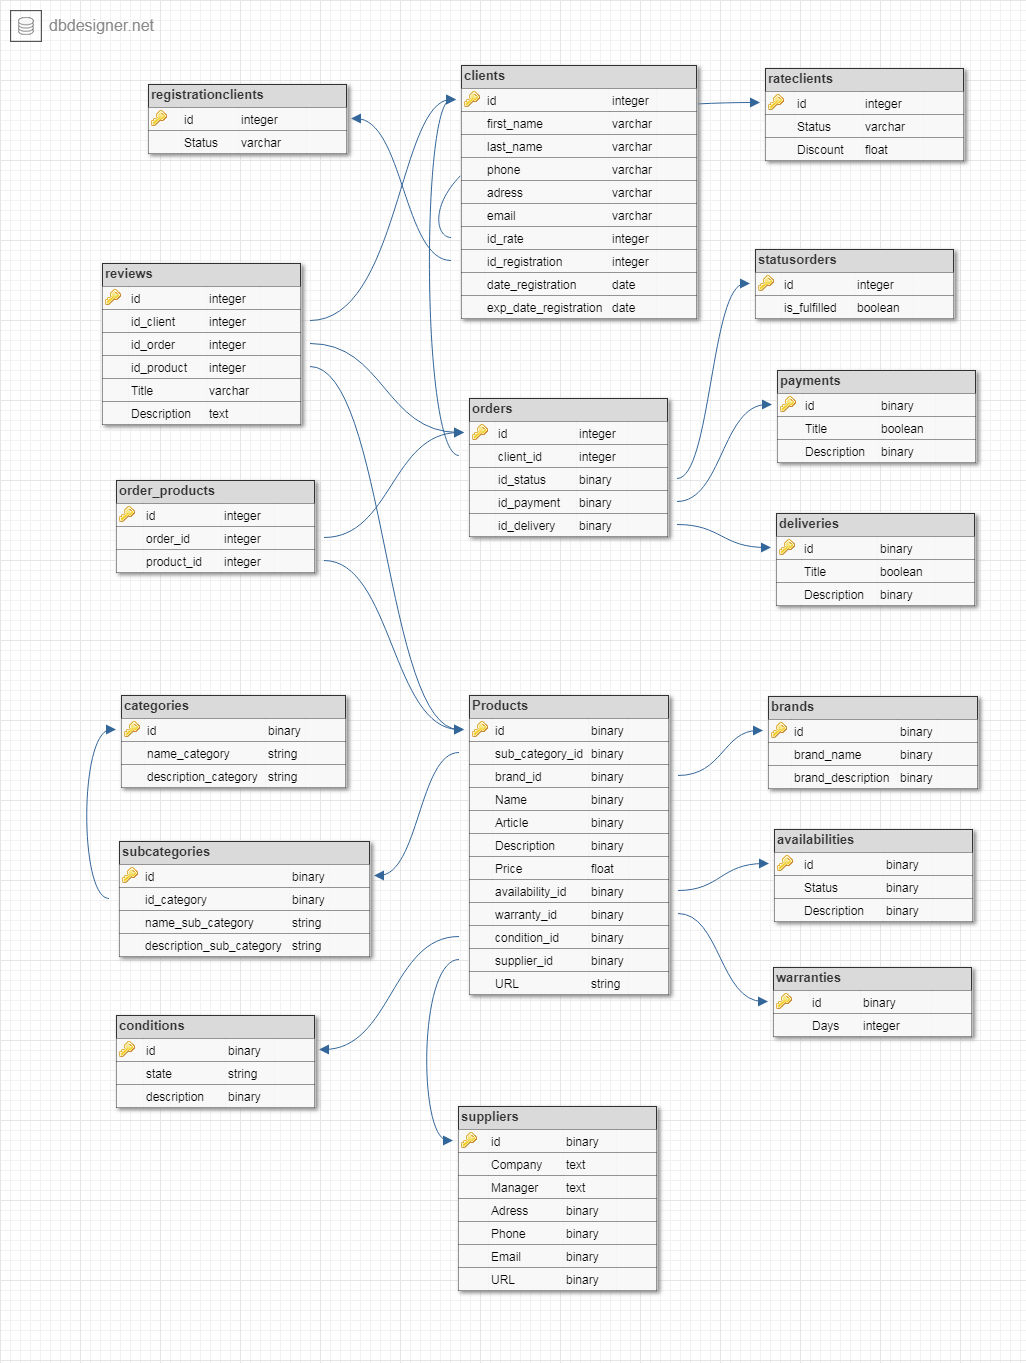 dbdesigner.net
registrationclients
id integer
Status varchar
clients
id integer
first_name varchar
last_name varchar
phone varchar
adress varchar
email varchar
id_rate integer
id_registration integer
date_registration date
exp_date_registration date
rateclients
id integer
Status varchar
Discount float
reviews
id integer
id_client integer
id_order integer
id_product integer
Title varchar
Description text
statusorders
id integer
is_fulfilled boolean
payments
id binary
Title boolean
Description binary
orders
id integer
client_id integer
id_status binary
id_payment binary
id_delivery binary
order_products
id integer
order_id integer
product_id integer
deliveries
id binary
Title boolean
Description binary
categories
id binary
name_category string
description_category string
Products
id binary
sub_category_id binary
brand_id binary
Name binary
Article binary
Description binary
Price float
availability_id binary
warranty_id binary
condition_id binary
supplier_id binary
URL string
brands
id binary
brand_name binary
brand_description binary
subcategories
id binary
id_category binary
name_sub_category string
description_sub_category string
availabilities
id binary
Status binary
Description binary
warranties
id binary
Days integer
conditions
id binary
state string
description binary
suppliers
id binary
Company text
Manager text
Adress binary
Phone binary
Email binary
URL binary